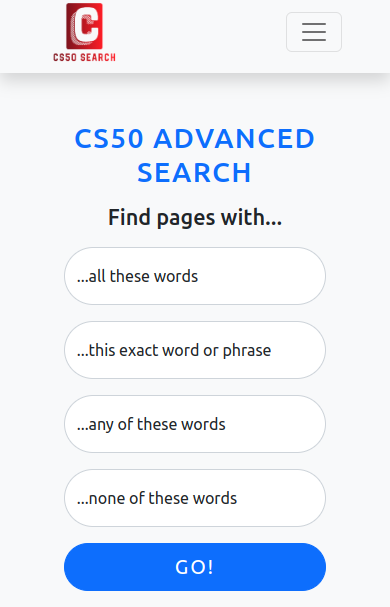 C
CS50 SEARCH
CS50 ADVANCED
SEARCH
Find pages with...
...all these words
...this exact word or phrase
...any of these words
...none of these words
GO!